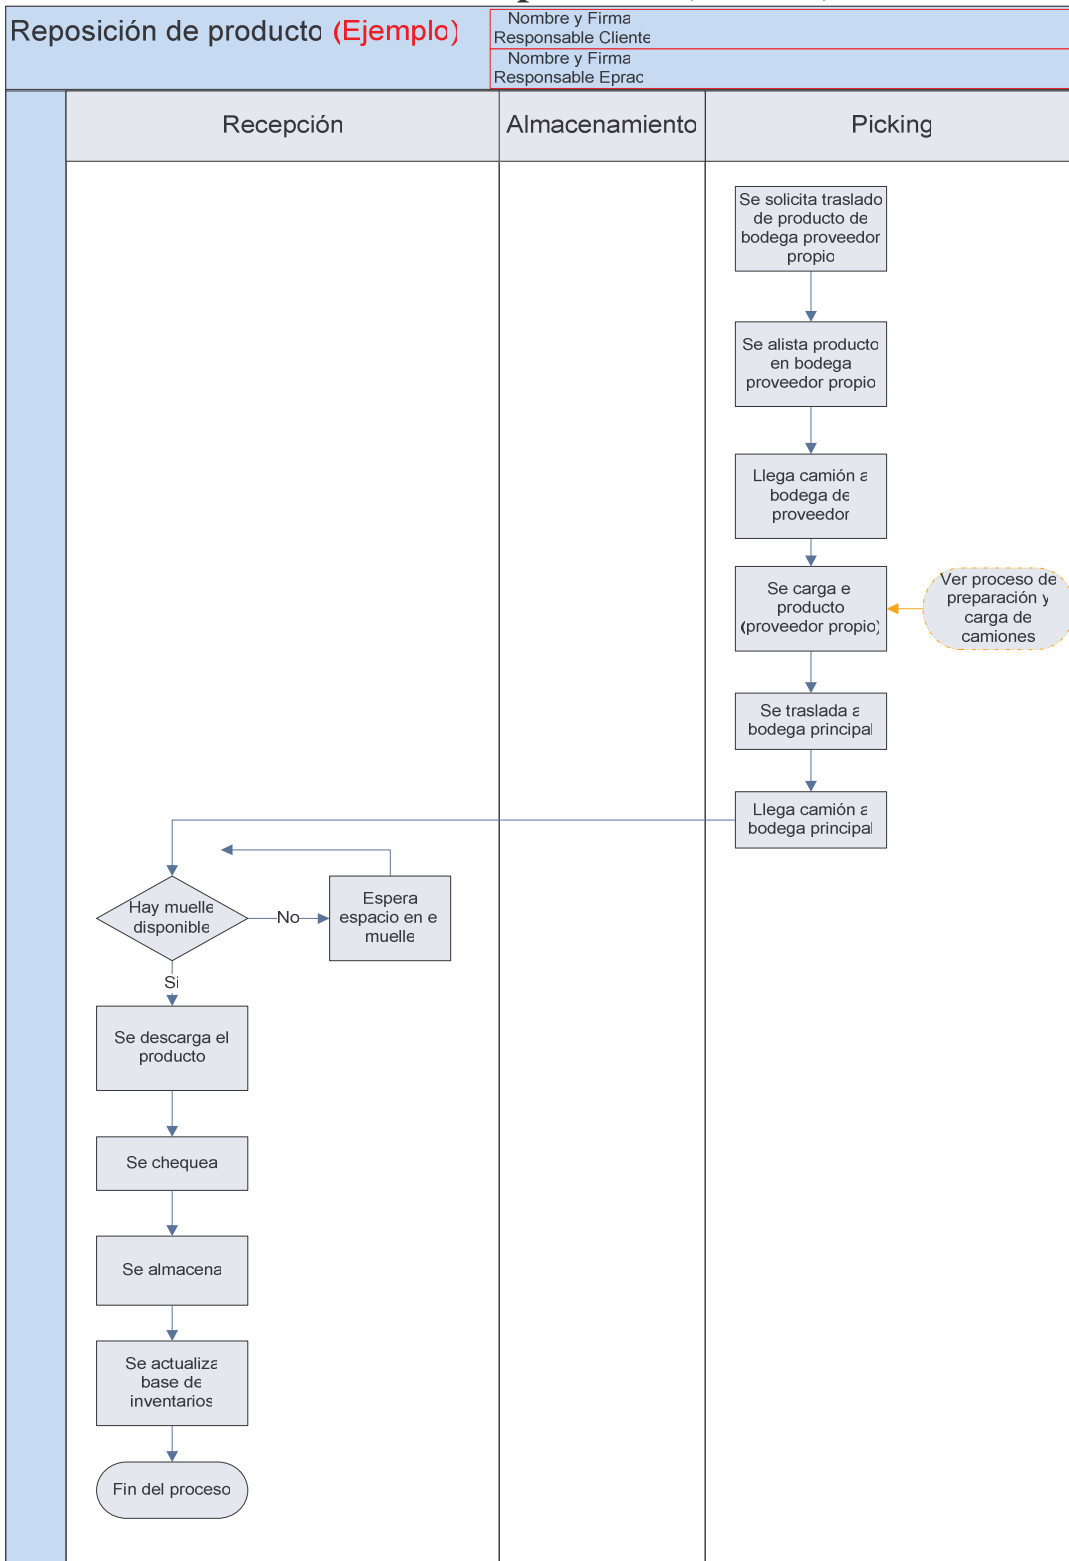 Reposición de producto (Ejemplo)
Nombre y Firma
Responsable Cliente
Nombre y Firma
Responsable Eprac
Recepción
Almacenamiento
Picking
Se solicita traslado
de producto de
bodega proveedor
propio
Se alista producto
en bodega
proveedor propio
Llega camión a
bodega de
proveedor
Se carga e
producto
(proveedor propio)
Ver proceso de
preparación y
carga de
camiones
Se traslada a
bodega principal
Llega camión a
bodega principal
Hay muelle
disponible
No
Espera
espacio en e
muelle
Si
Se descarga el
producto
Se chequea
Se almacena
Se actualiza
base de
inventarios
Fin del proceso